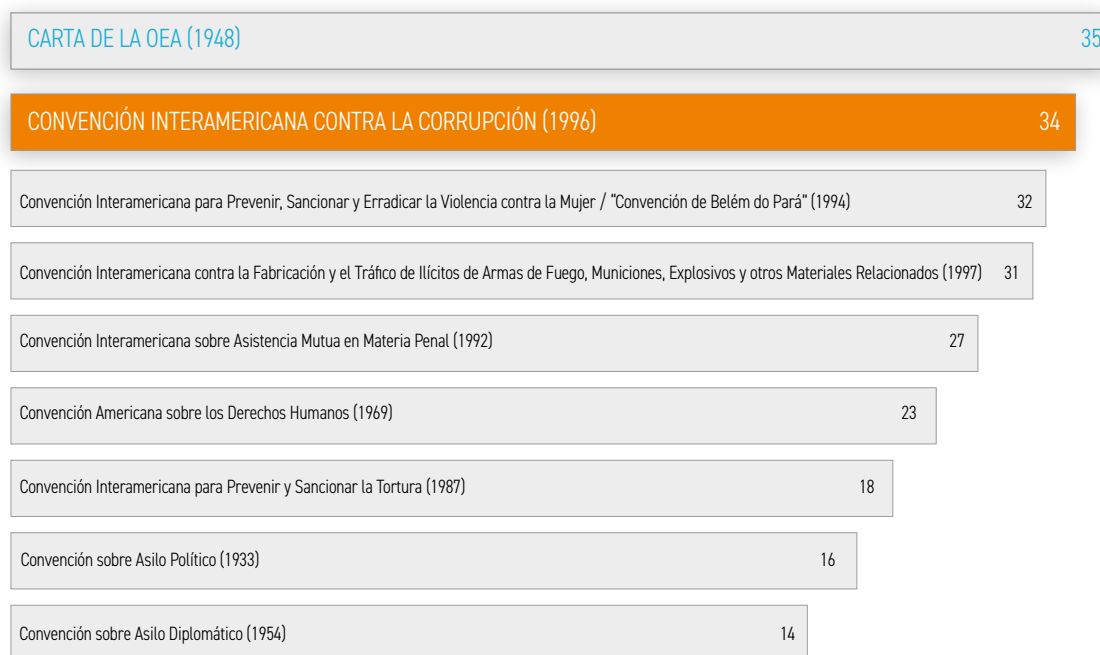 CARTA DE LA OEA (1948) 35
CONVENCIÓN INTERAMERICANA CONTRA LA CORRUPCIÓN (1996) 34
Convención Interamericana para Prevenir, Sancionar y Erradicar la Violencia contra la Mujer / "Convención de Belém do Pará" (1994) 32
Convención Interamericana contra la Fabricación y el Tráfico de Ilícitos de Armas de Fuego, Municiones, Explosivos y otros Materiales Relacionados (1997) 31
Convención Interamericana sobre Asistencia Mutua en Materia Penal (1992) 27
Convención Americana sobre los Derechos Humanos (1969) 23
Convención Interamericana para Prevenir y Sancionar la Tortura (1987) 18
Convención sobre Asilo Político (1933) 16
Convención sobre Asilo Diplomático (1954) 14